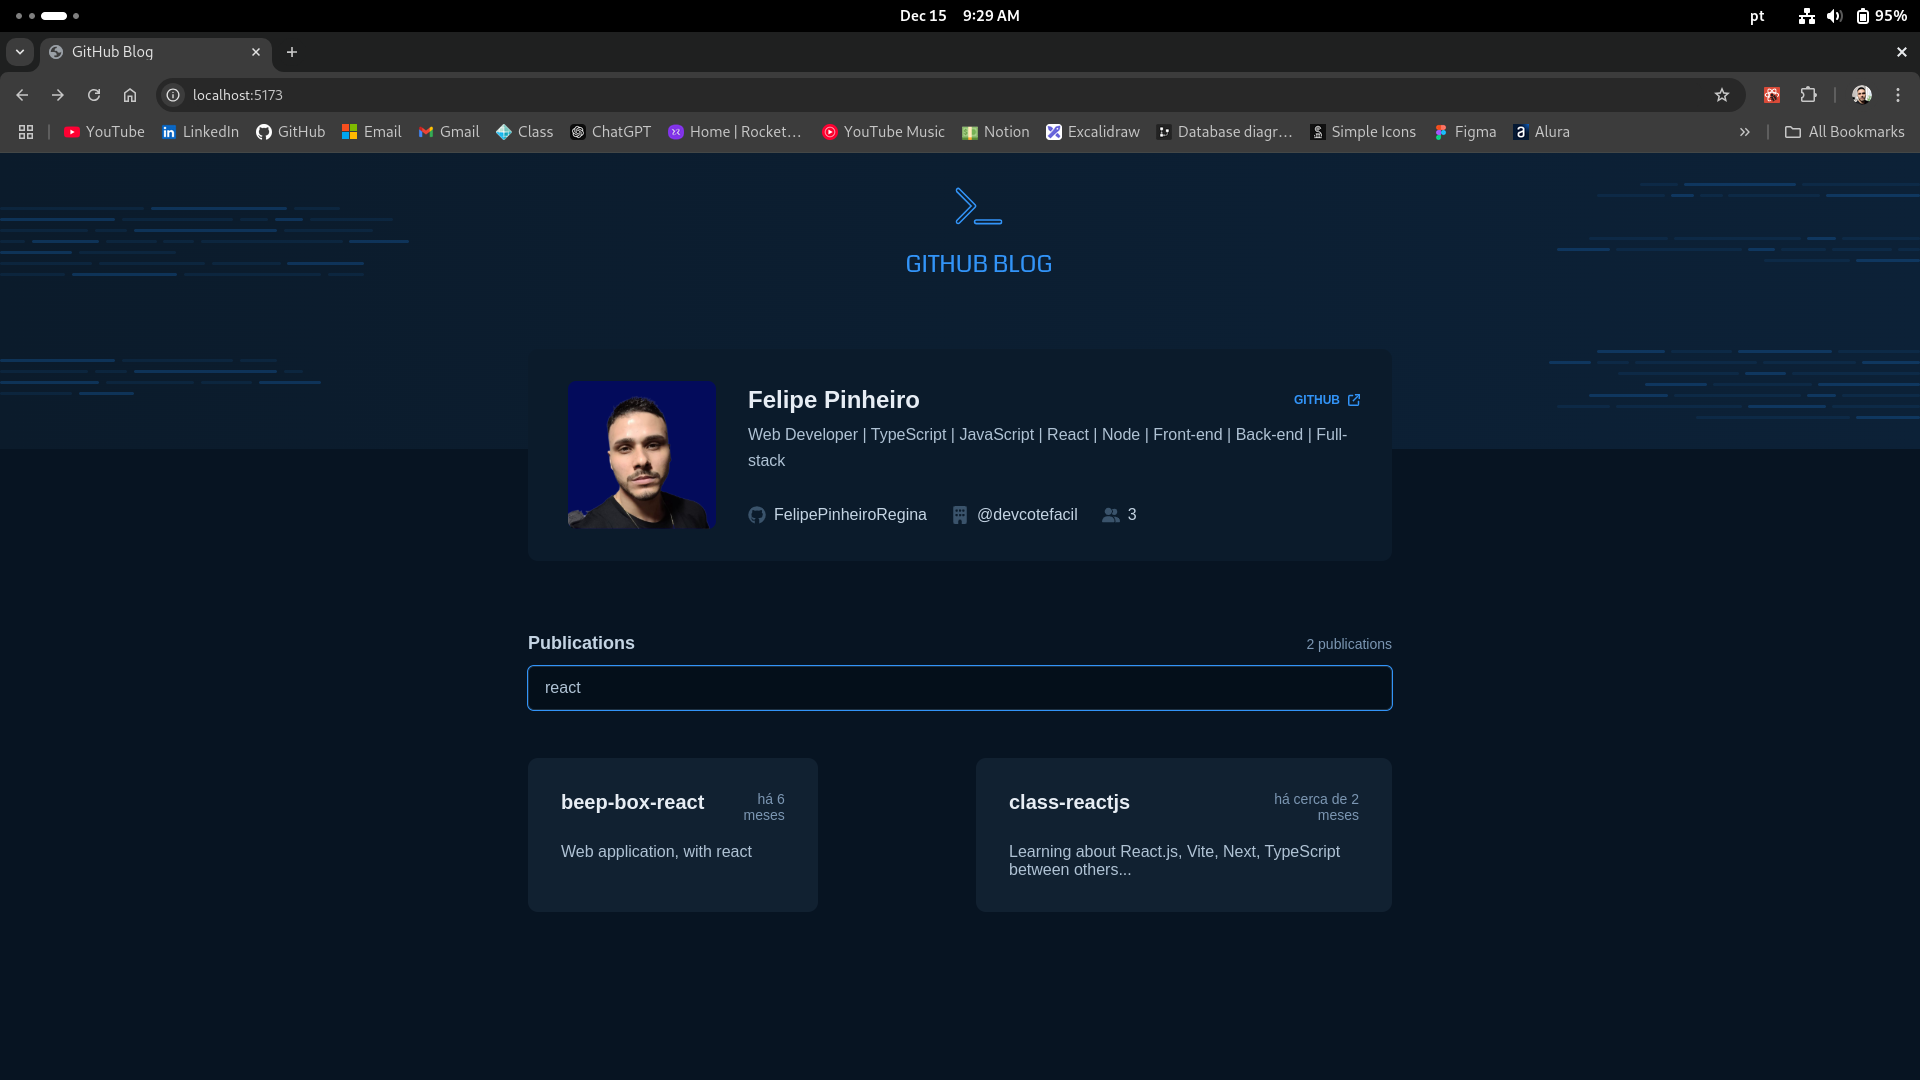 Dec 15 9:29 AM
pt 95%
GitHub Blog
localhost:5173
YouTube LinkedIn GitHub Email Gmail Class ChatGPT Home | Rocket... YouTube Music Notion Excalidraw Database diagr... Simple Icons Figma Alura All Bookmarks
GITHUB BLOG
Felipe Pinheiro GITHUB
Web Developer | TypeScript | JavaScript | React | Node | Front-end | Back-end | Full-
stack
FelipePinheiroRegina @devcotefacil 3
Publications 2 publications
react
beep-box-react há 6
meses
Web application, with react
class-reactjs há cerca de 2
meses
Learning about React.js, Vite, Next, TypeScript
between others...